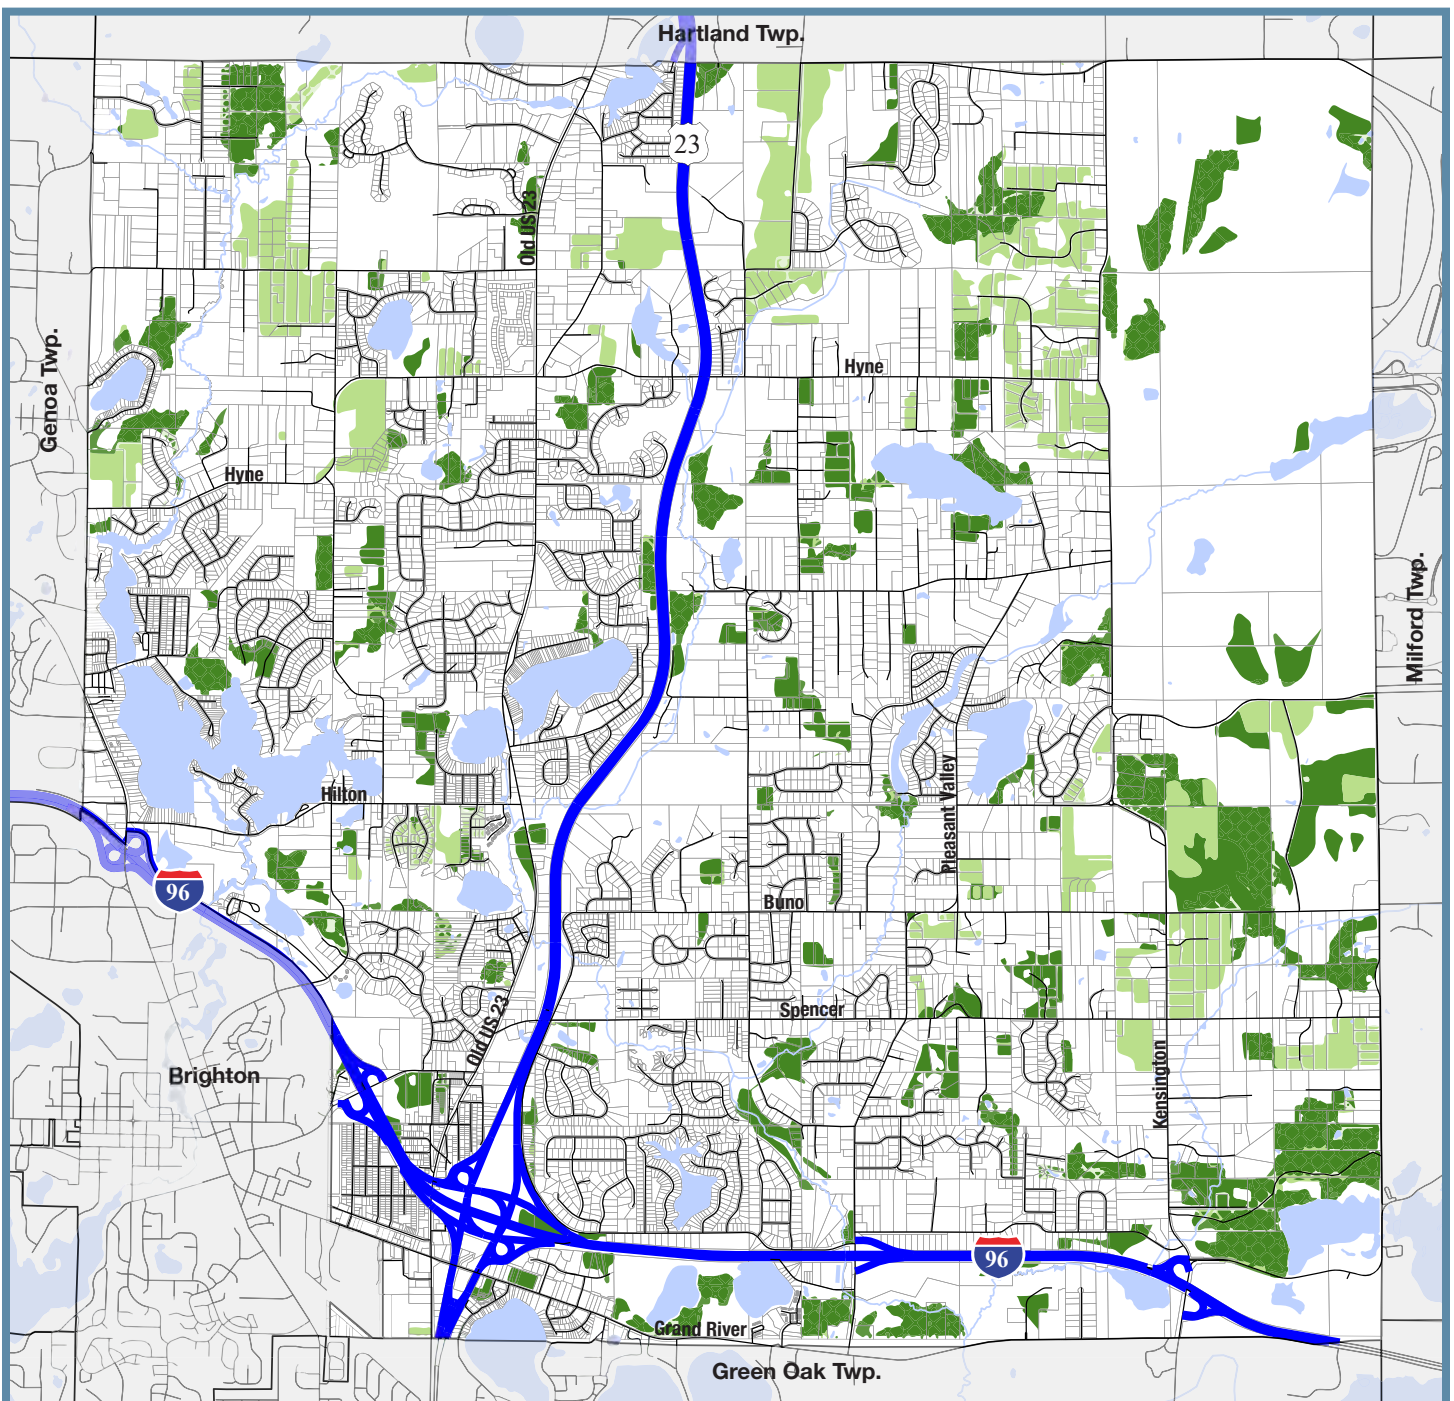 Hartland Twp.
23
Old US 23
Genoa Twp.
Hyne
Hyne
Milford Twp.
Pleasant Valley
Hilton
96
Buno
Old US 23
Spencer
Kensington
Brighton
96
Grand River
Green Oak Twp.